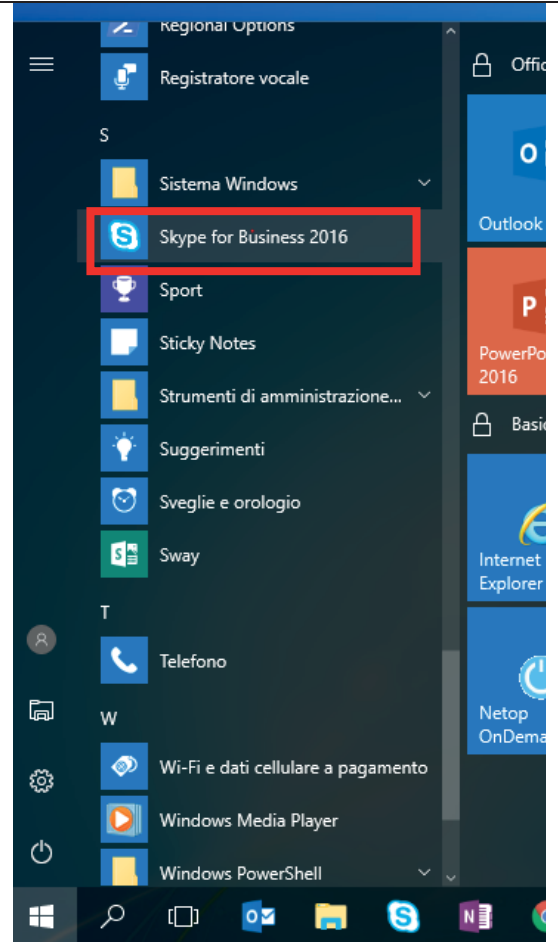 Regional Options
Registratore vocale
S
Sistema Windows
Skype for Business 2016
Sport
Sticky Notes
Strumenti di amministrazione...
Suggerimenti
Sveglie e orologio
Sway
T
Telefono
W
Wi-Fi e dati cellulare a pagamento
Windows Media Player
Windows PowerShell
Offic
Outlook
PowerPo
2016
Basic
Internet
Explorer
Netop
OnDema